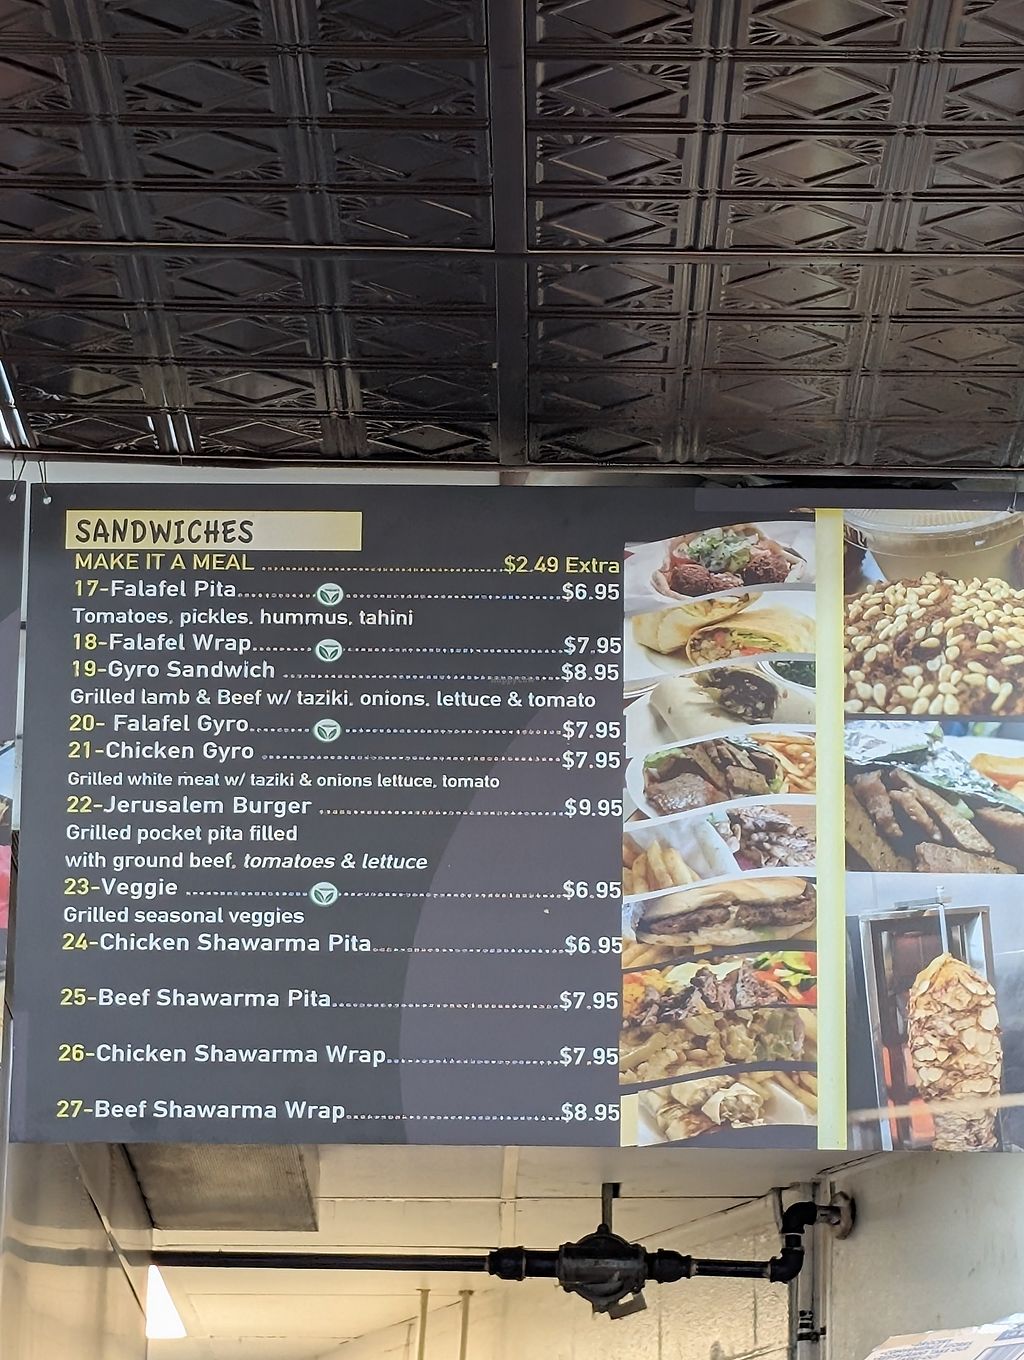 SANDWICHES
MAKE IT A MEAL $2.49 Extra
17-Falafel Pita $6.95
Tomatoes, pickles, hummus, tahini
18-Falafel Wrap $7.95
19-Gyro Sandwich $8.95
Grilled lamb & Beef w/ taziki, onions, lettuce & tomato
20- Falafel Gyro $7.95
21-Chicken Gyro $7.95
Grilled white meat w/ taziki & onions lettuce, tomato
22-Jerusalem Burger $9.95
Grilled pocket pita filled
with ground beef, tomatoes & lettuce
23-Veggie $6.95
Grilled seasonal veggies
24-Chicken Shawarma Pita $6.95
25-Beef Shawarma Pita $7.95
26-Chicken Shawarma Wrap $7.95
27-Beef Shawarma Wrap $8.95